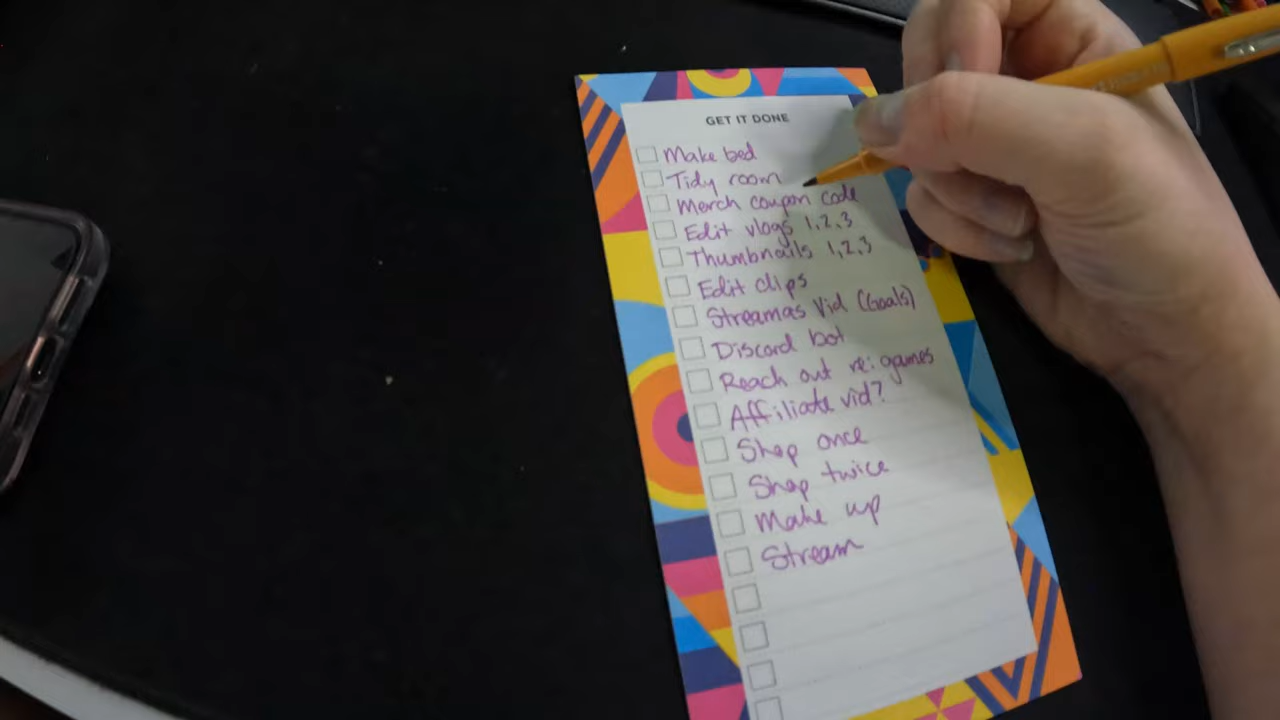 GET IT DONE
Make bed
Tidy room
Merch coupon code
Edit vlogs 1,2,3
Thumbnails 1,2,3
Edit clips
Streamas Vid (Goals)
Discord bot
Reach out re: games
Affiliate vid?
Shop once
Shop twice
Make up
Stream